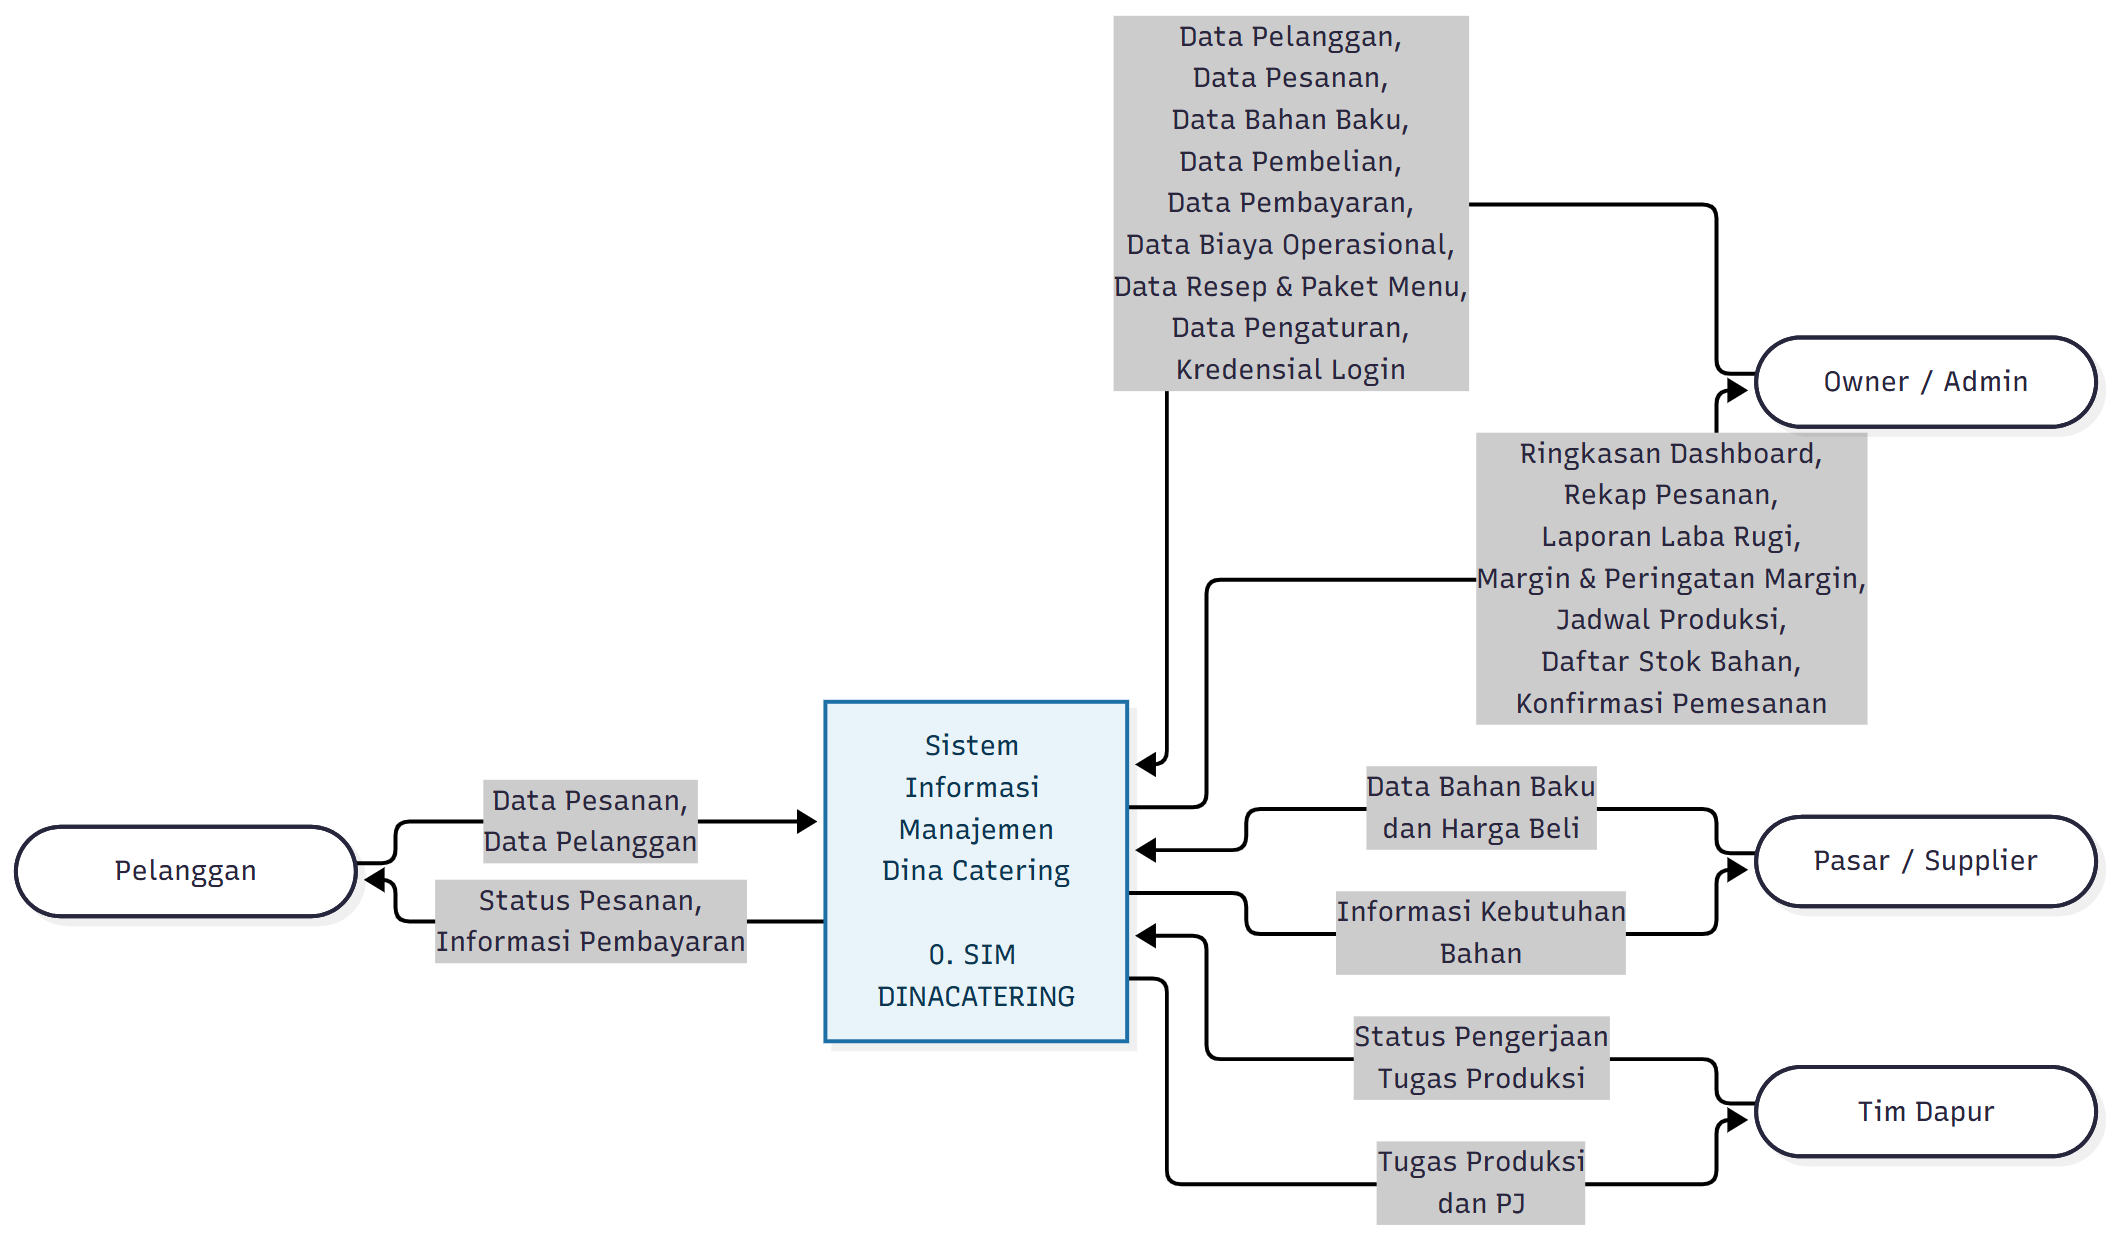 Data Pelanggan,
Data Pesanan,
Data Bahan Baku,
Data Pembelian,
Data Pembayaran,
Data Biaya Operasional,
Data Resep & Paket Menu,
Data Pengaturan,
Kredensial Login
Owner / Admin
Ringkasan Dashboard,
Rekap Pesanan,
Laporan Laba Rugi,
Margin & Peringatan Margin,
Jadwal Produksi,
Daftar Stok Bahan,
Konfirmasi Pemesanan
Pelanggan
Data Pesanan,
Data Pelanggan
Status Pesanan,
Informasi Pembayaran
Sistem
Informasi
Manajemen
Dina Catering
0. SIM
DINACATERING
Data Bahan Baku
dan Harga Beli
Informasi Kebutuhan
Bahan
Pasar / Supplier
Status Pengerjaan
Tugas Produksi
Tugas Produksi
dan PJ
Tim Dapur